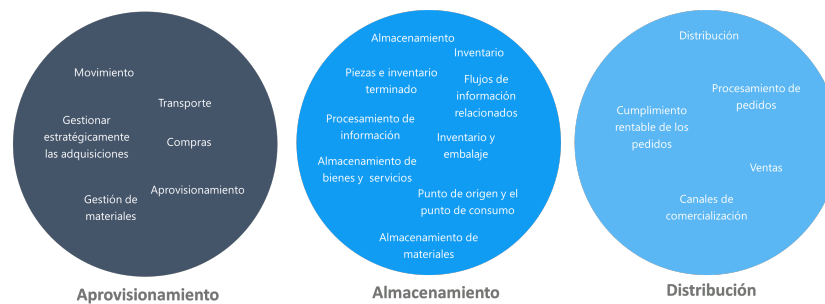 Movimiento
Transporte
Gestionar
estratégicamente
las adquisiciones
Compras
Aprovisionamiento
Gestión de
materiales
Aprovisionamiento
Almacenamiento
Inventario
Piezas e inventario
terminado
Flujos de
información
relacionados
Procesamiento de
información
Inventario y
embalaje
Almacenamiento de
bienes y servicios
Punto de origen y el
punto de consumo
Almacenamiento de
materiales
Almacenamiento
Distribución
Procesamiento de
pedidos
Cumplimiento
rentable de los
pedidos
Ventas
Canales de
comercialización
Distribución